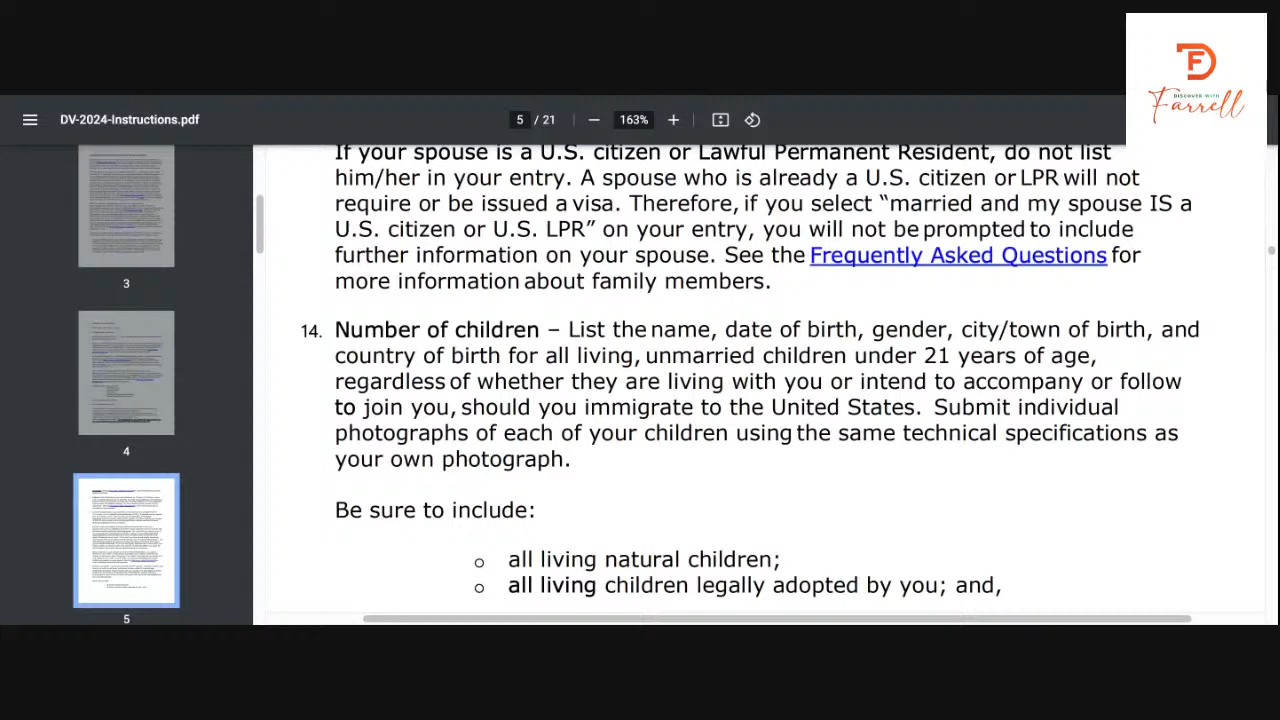 DISCOVER WITH
Farrell
DV-2024-Instructions.pdf
5 / 21
163%
If your spouse is a U.S. citizen or Lawful Permanent Resident, do not list
him/her in your entry. A spouse who is already a U.S. citizen or LPR will not
require or be issued a visa. Therefore, if you select “married and my spouse IS a
U.S. citizen or U.S. LPR” on your entry, you will not be prompted to include
further information on your spouse. See the Frequently Asked Questions for
more information about family members.
14. Number of children – List the name, date of birth, gender, city/town of birth, and
country of birth for all living, unmarried children under 21 years of age,
regardless of whether they are living with you or intend to accompany or follow
to join you, should you immigrate to the United States. Submit individual
photographs of each of your children using the same technical specifications as
your own photograph.
Be sure to include:
o all living natural children;
o all living children legally adopted by you; and,
3
4
5